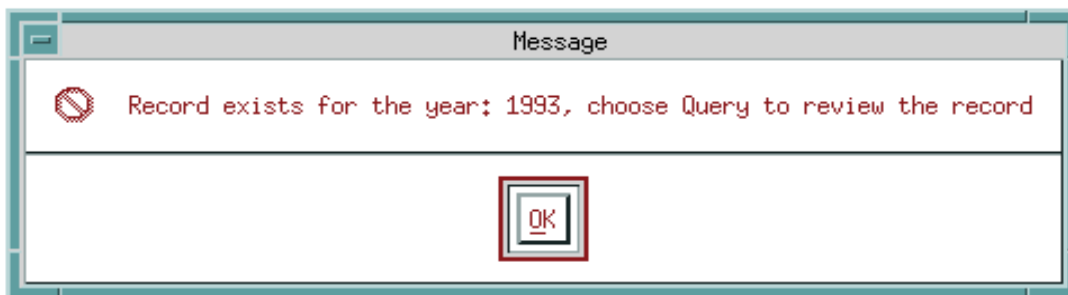 Message
Record exists for the year: 1993, choose Query to review the record
OK